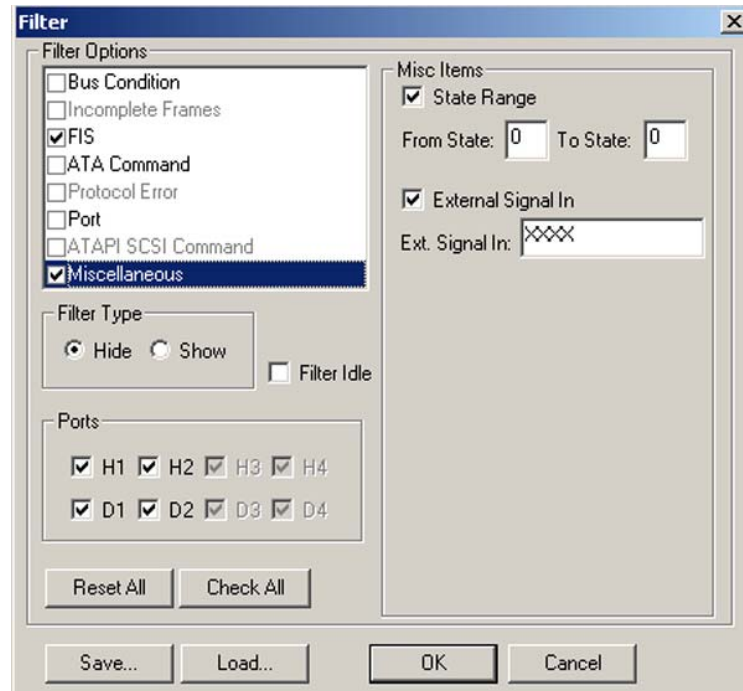 Filter
Filter Options
Bus Condition
Incomplete Frames
FIS
ATA Command
Protocol Error
Port
ATAPI SCSI Command
Miscellaneous
Filter Type
Hide Show
Filter Idle
Ports
H1 H2 H3 H4
D1 D2 D3 D4
Reset All Check All
Misc Items
State Range
From State: 0 To State: 0
External Signal In
Ext. Signal In: XXXX
Save... Load... OK Cancel